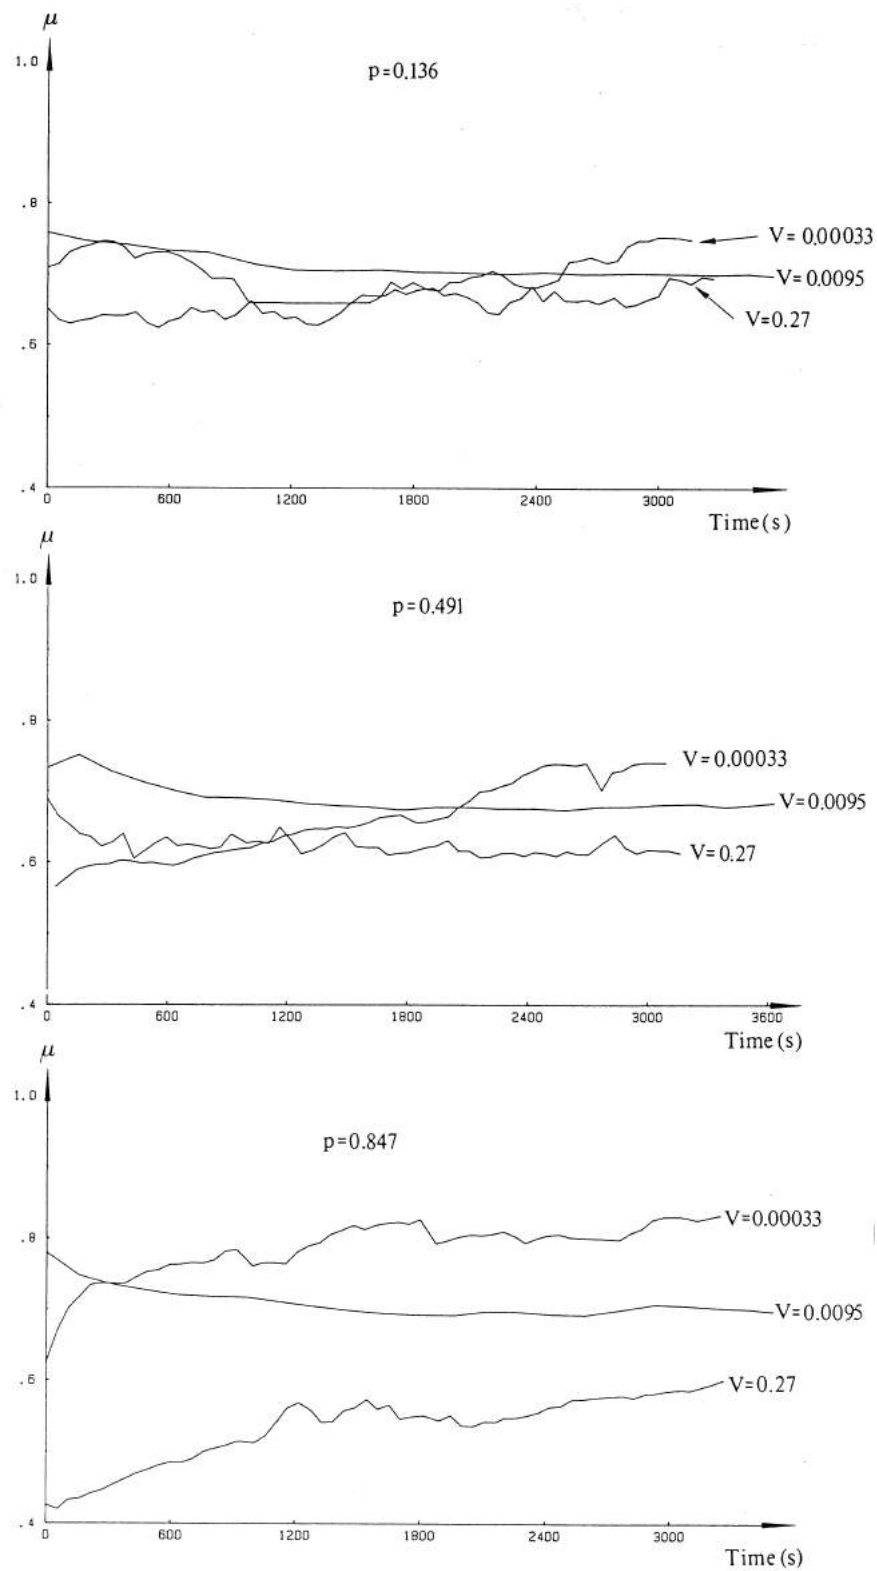 μ
1.0
p=0.136
.8
V= 0.00033
V=0.0095
V=0.27
.6
.4
0 600 1200 1800 2400 3000
Time (s)
μ
1.0
p=0.491
.8
V= 0.00033
V=0.0095
V=0.27
.6
.4
0 600 1200 1800 2400 3000 3600
Time (s)
μ
1.0
p=0.847
.8
V=0.00033
V=0.0095
.6
V=0.27
.4
0 600 1200 1800 2400 3000
Time (s)